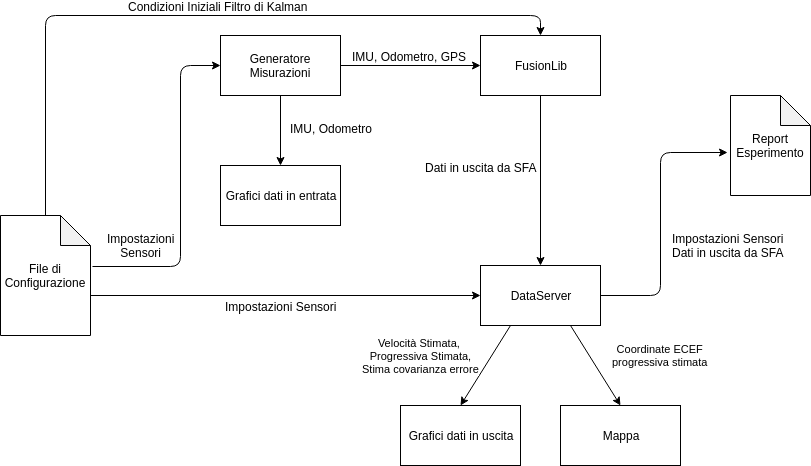 Condizioni Iniziali Filtro di Kalman
Generatore
Misurazioni
IMU, Odometro, GPS
FusionLib
IMU, Odometro
Report
Esperimento
Dati in uscita da SFA
Grafici dati in entrata
Impostazioni
Sensori
Impostazioni Sensori
Dati in uscita da SFA
File di
Configurazione
DataServer
Impostazioni Sensori
Velocità Stimata,
Progressiva Stimata,
Stima covarianza errore
Coordinate ECEF
progressiva stimata
Grafici dati in uscita
Mappa